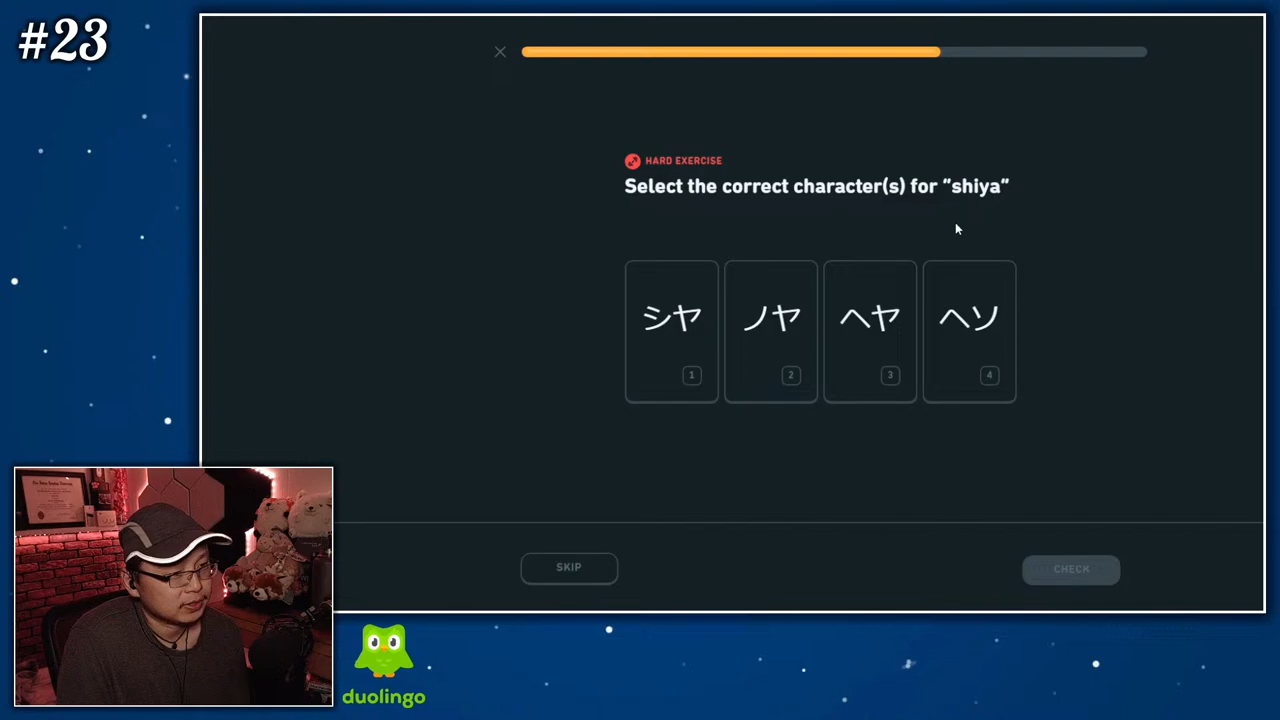 #23
HARD EXERCISE
Select the correct character(s) for "shiya"
シヤ
ノヤ
ヘヤ
ヘソ
1
2
3
4
SKIP
CHECK
duolingo